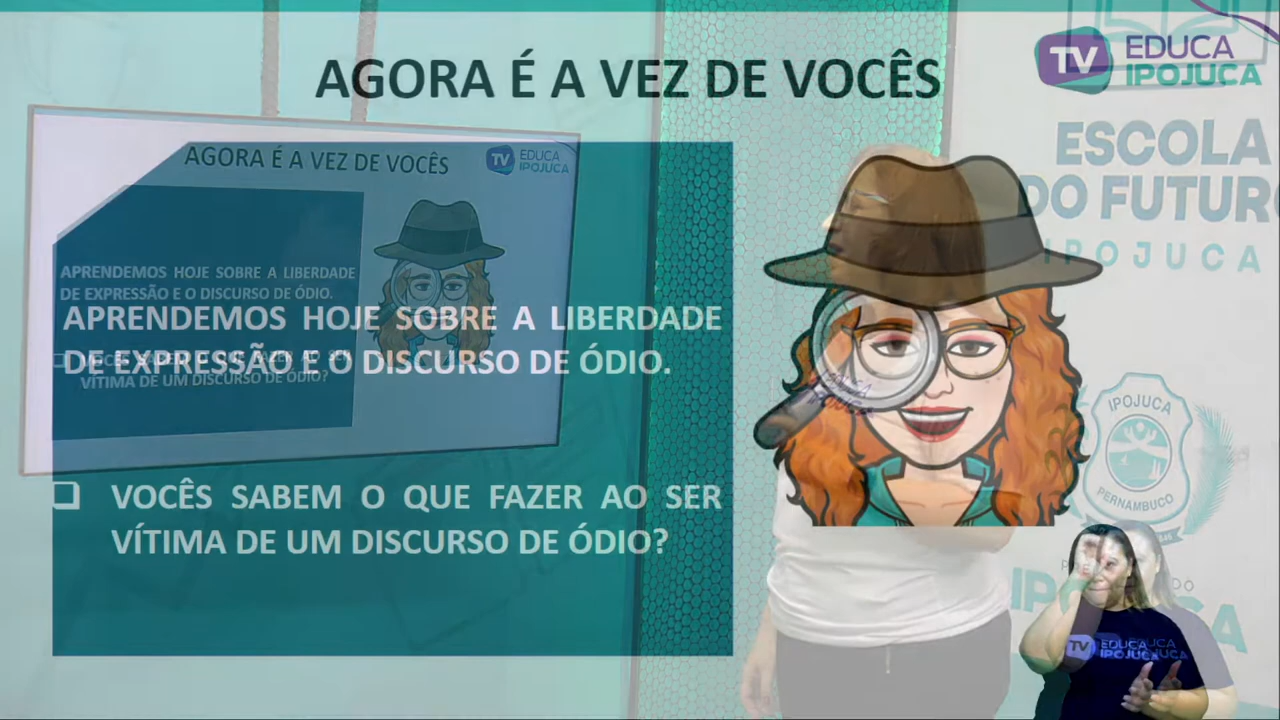 AGORA É A VEZ DE VOCÊS
TV EDUCA
IPOJUCA
AGORA É A VEZ DE VOCÊS
TV EDUCA
IPOJUCA
ESCOLA
DO FUTUR
IPOJUCA
APRENDEMOS HOJE SOBRE A LIBERDADE
DE EXPRESSÃO E O DISCURSO DE ÓDIO.
APRENDEMOS HOJE SOBRE A LIBERDADE
DE EXPRESSÃO E O DISCURSO DE ÓDIO.
VÍTIMA DE UM DISCURSO DE ÓDIO?
❑ VOCÊS SABEM O QUE FAZER AO SER
VÍTIMA DE UM DISCURSO DE ÓDIO?
IPOJUCA
PERNAMBUCO
TV EDUCA
IPOJUCA